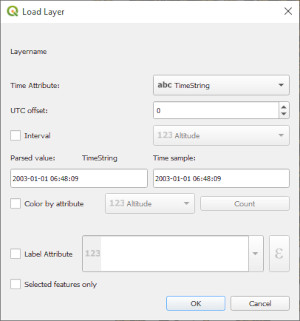 Load Layer
Layername
Time Attribute: abc TimeString
UTC offset: 0
Interval 123 Altitude
Parsed value: TimeString Time sample:
2003-01-01 06:48:09 2003-01-01 06:48:09
Color by attribute 123 Altitude Count
Label Attribute 123 ε
Selected features only
OK Cancel